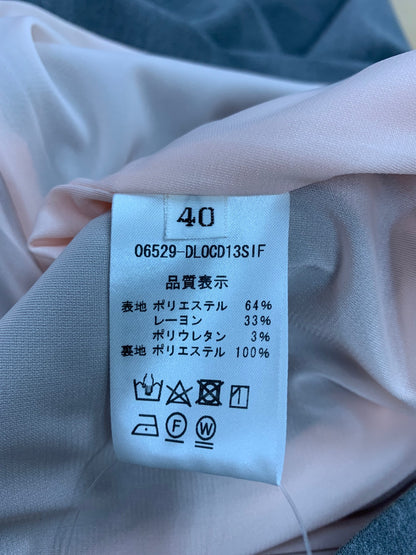 40
06529-DLOCD13SIF
品質表示
表地 ポリエステル 64%
レーヨン 33%
ポリウレタン 3%
裏地 ポリエステル 100%
F W